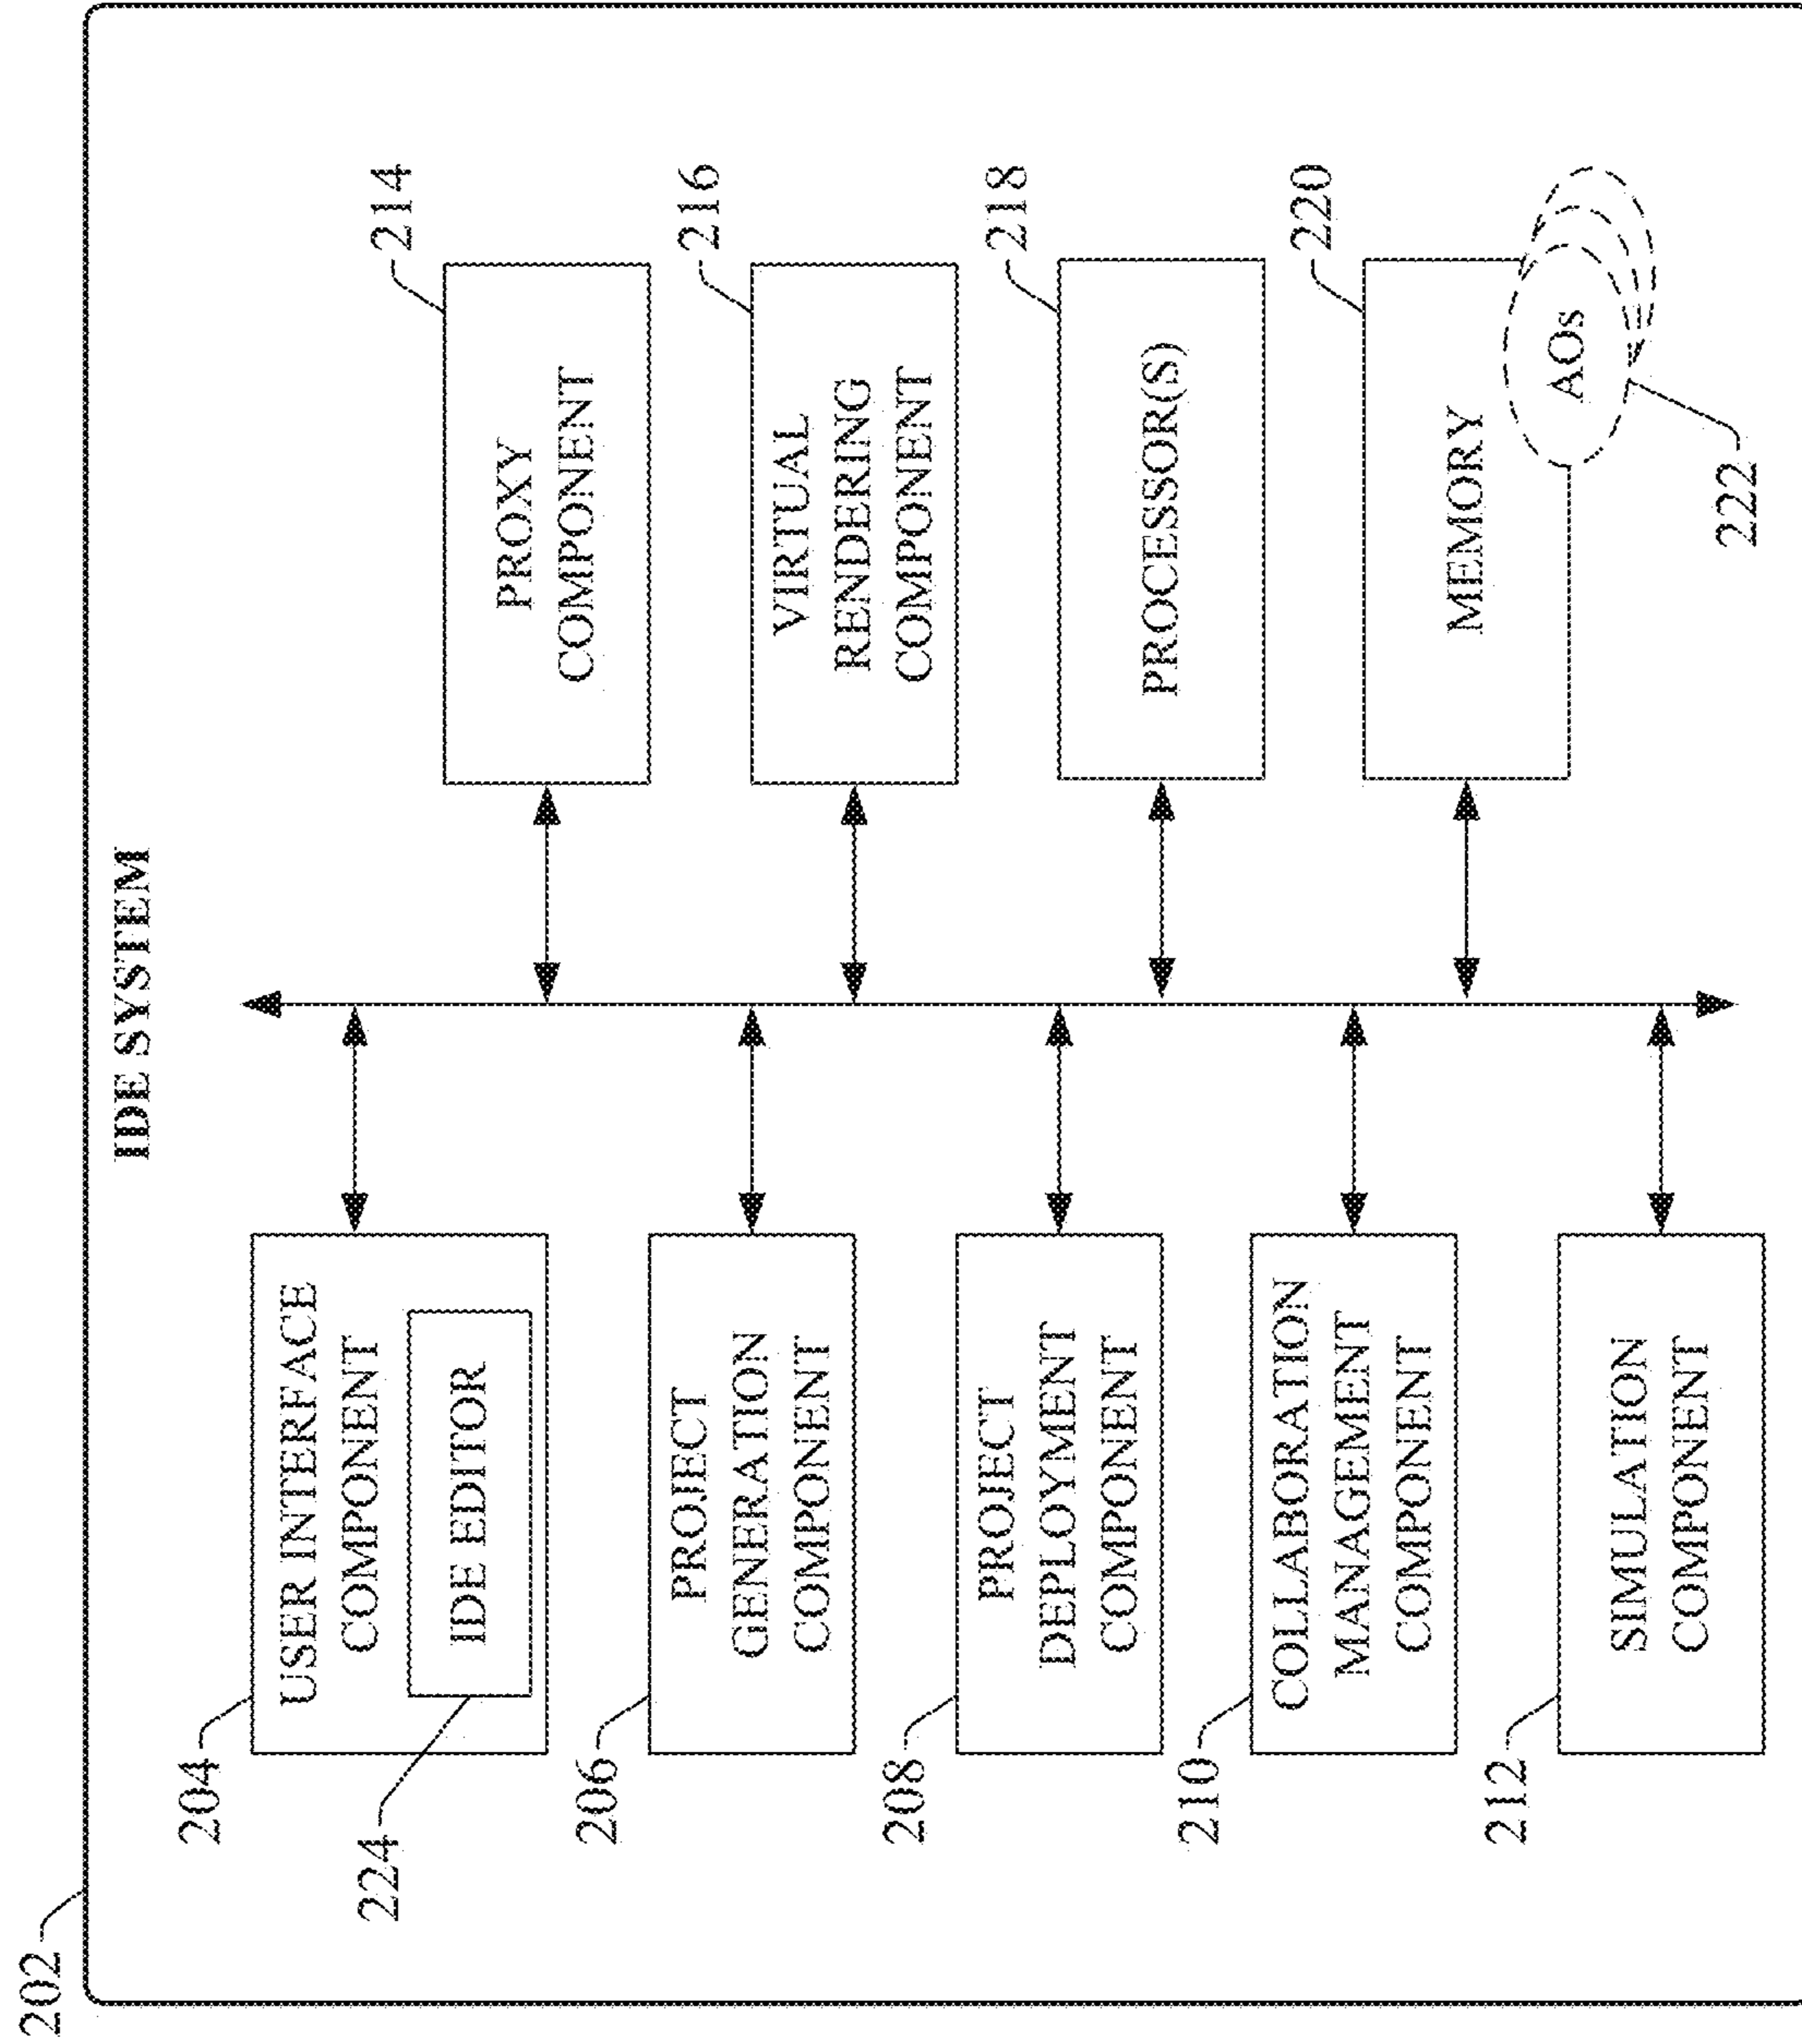 202
IDE SYSTEM
204
USER INTERFACE
COMPONENT
224
IDE EDITOR
206
PROJECT
GENERATION
COMPONENT
208
PROJECT
DEPLOYMENT
COMPONENT
210
COLLABORATION
MANAGEMENT
COMPONENT
212
SIMULATION
COMPONENT
214
PROXY
COMPONENT
216
VIRTUAL
RENDERING
COMPONENT
218
PROCESSOR(S)
220
MEMORY
AOs
222